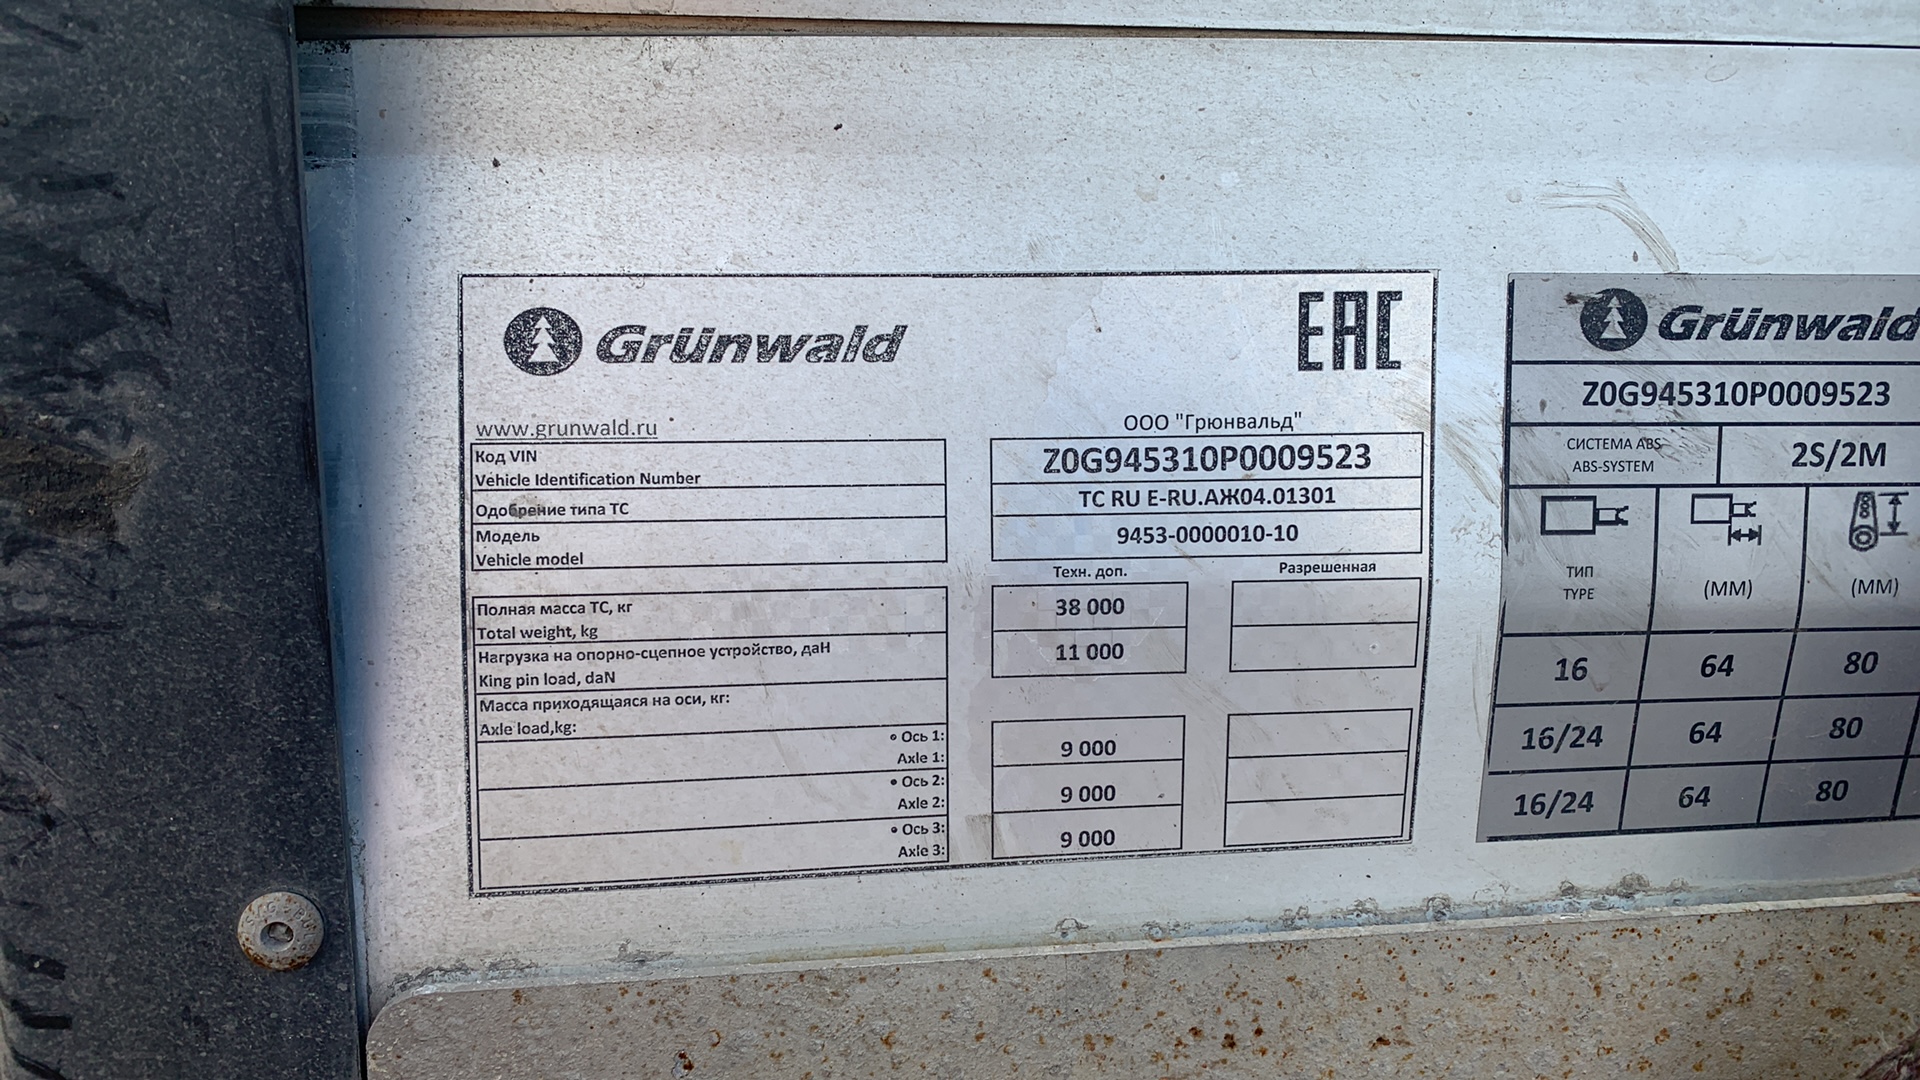 Grünwald
EAC
www.grunwald.ru
ООО "Грюнвальд"
Код VIN
Vehicle Identification Number
Z0G945310P0009523
Одобрение типа ТС
ТС RU E-RU.АЖ04.01301
Модель
Vehicle model
9453-0000010-10
Техн. доп.
Разрешенная
Полная масса ТС, кг
Total weight, kg
38 000
Нагрузка на опорно-сцепное устройство, даН
King pin load, daN
11 000
Масса приходящаяся на оси, кг:
Axle load,kg:
• Ось 1:
Axle 1:
9 000
• Ось 2:
Axle 2:
9 000
• Ось 3:
Axle 3:
9 000
Grünwald
Z0G945310P0009523
СИСТЕМА ABS
ABS-SYSTEM
2S/2M
ТИП
TYPE
(MM)
(MM)
16 64 80
16/24 64 80
16/24 64 80